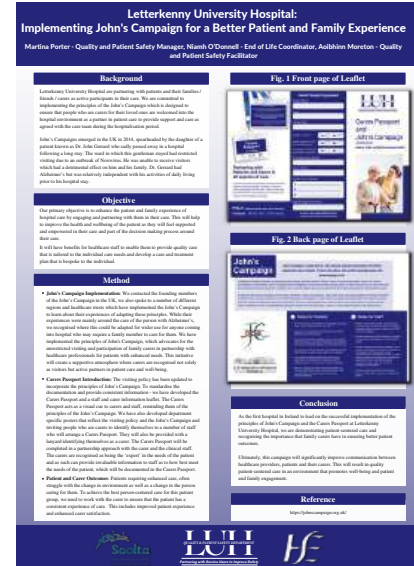 Letterkenny University Hospital:
Implementing John's Campaign for a Better Patient and Family Experience
Martina Porter - Quality and Patient Safety Manager, Niamh O'Donnell - End of Life Coordinator, Aoibhinn Moreton - Quality
and Patient Safety Facilitator
Background
Letterkenny University Hospital are partnering with patients and their families /
friends / carers as active participants in their care. We are committed to
implementing the principles of the John's Campaign which is designed to
ensure that people who are carers for their loved ones are welcomed into the
hospital environment as a partner in patient care to provide support and care as
agreed with the care team during the hospitalisation period.
John's Campaign emerged in the UK in 2014, spearheaded by the daughter of a
patient known as Dr. John Gerrard who sadly passed away in a hospital
following a long stay. The ward in which the gentleman stayed had restricted
visiting due to an outbreak of Norovirus. He was unable to receive visitors
which had a detrimental effect on him and his family. Dr. Gerrard had
Alzheimer's but was relatively independent with his activities of daily living
prior to his hospital stay.
Objective
Our primary objective is to enhance the patient and family experience of
hospital care by engaging and partnering with them in their care. This will help
to improve the health and wellbeing of the patient as they will feel supported
and empowered in their care and part of the decision making process around
their care.
It will have benefits for healthcare staff to enable them to provide quality care
that is tailored to the individual care needs and develop a care and treatment
plan that is bespoke to the individual.
Method
• John's Campaign Implementation: We contacted the founding members
of the John's Campaign in the UK, we also spoke to a number of different
regions and healthcare trusts which have implemented the John's Campaign
to learn about their experiences of adapting these principles. While their
experiences were mainly around the care of the person with Alzheimer's,
we recognised where this could be adapted for wider use for anyone coming
into hospital who may require a family member to care for them. We have
implemented the principles of John's Campaign, which advocates for the
unrestricted visiting and participation of family carers in partnership with
healthcare professionals for patients with enhanced needs. This initiative
will create a supportive atmosphere where carers are recognised not solely
as visitors but active partners in patient care and well-being.
• Carers Passport Introduction: The visiting policy has been updated to
incorporate the principles of John's Campaign. To standardise the
documentation and provide consistent information - we have developed the
Carers Passport and a staff and carer information leaflet. The Carers
Passport acts as a visual cue to carers and staff, reminding them of the
principles of the John's Campaign. We have also developed department
specific posters that reflect the visiting policy and the John's Campaign and
inviting people who are carers to identify themselves to a member of staff
who will arrange a Carers Passport. They will also be provided with a
lanyard identifying themselves as a carer. The Carers Passport will be
completed in a partnership approach with the carer and the clinical staff.
The carers are recognised as being the 'expert' in the needs of the patient
and as such can provide invaluable information to staff as to how best meet
the needs of the patient, which will be documented in the Carers Passport.
• Patient and Carer Outcomes: Patients requiring enhanced care, often
struggle with the change in environment as well as a change in the person
caring for them. To achieve the best person-centered care for this patient
group, we need to work with the carer to ensure that the patient has a
consistent experience of care. This includes improved patient experience
and enhanced carer satisfaction.
Fig. 1 Front page of Leaflet
LUH
Carers Passport
and
John's Campaign
Fig. 2 Back page of Leaflet
John's
Campaign
Conclusion
As the first hospital in Ireland to lead on the successful implementation of the
principles of John's Campaign and the Carers Passport at Letterkenny
University Hospital, we are demonstrating patient-centered care and
recognising the importance that family carers have in ensuring better patient
outcomes.
Ultimately, this campaign will significantly improve communication between
healthcare providers, patients and their carers. This will result in quality
patient-centered care in an environment that promotes well-being and patient
and family engagement.
Reference
https://johnscampaign.org.uk/
Saolta
QUALITY & PATIENT SAFETY DEPARTMENT
LUH
Partnering with Service Users to Improve Safety